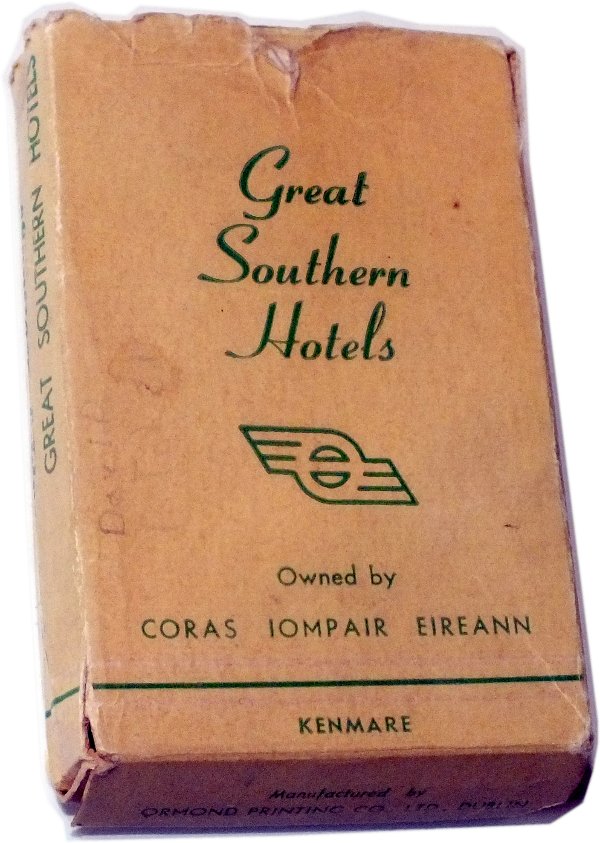 Great
Southern
Hotels
Owned by
CORAS IOMPAIR EIREANN
KENMARE
Manufactured by
ORMOND PRINTING CO. LTD. DUBLIN
GREAT SOUTHERN HOTELS
David